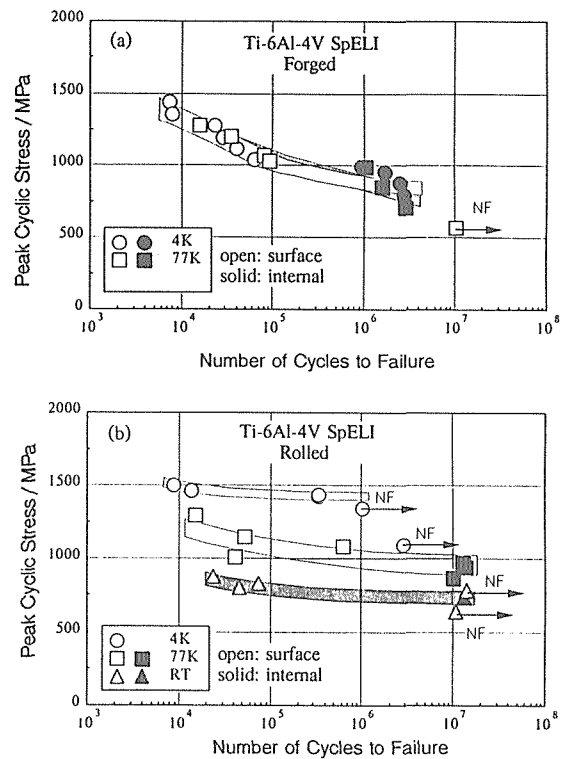 (a) Ti-6Al-4V SpELI
Forged
Peak Cyclic Stress / MPa
2000
1500
1000
500
0
NF
4K
77K
open: surface
solid: internal
10^3 10^4 10^5 10^6 10^7 10^8
Number of Cycles to Failure
(b) Ti-6Al-4V SpELI
Rolled
Peak Cyclic Stress / MPa
2000
1500
1000
500
0
NF
NF
NF
NF
4K
77K
RT
open: surface
solid: internal
10^3 10^4 10^5 10^6 10^7 10^8
Number of Cycles to Failure